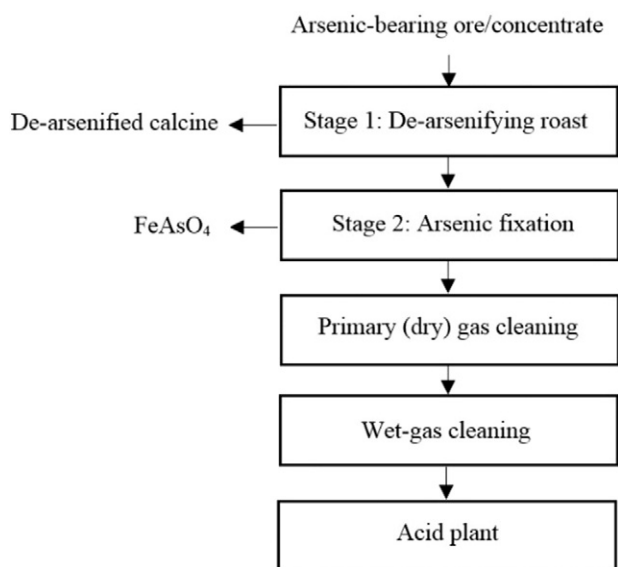 Arsenic-bearing ore/concentrate
De-arsenified calcine
Stage 1: De-arsenifying roast
FeAsO₄
Stage 2: Arsenic fixation
Primary (dry) gas cleaning
Wet-gas cleaning
Acid plant